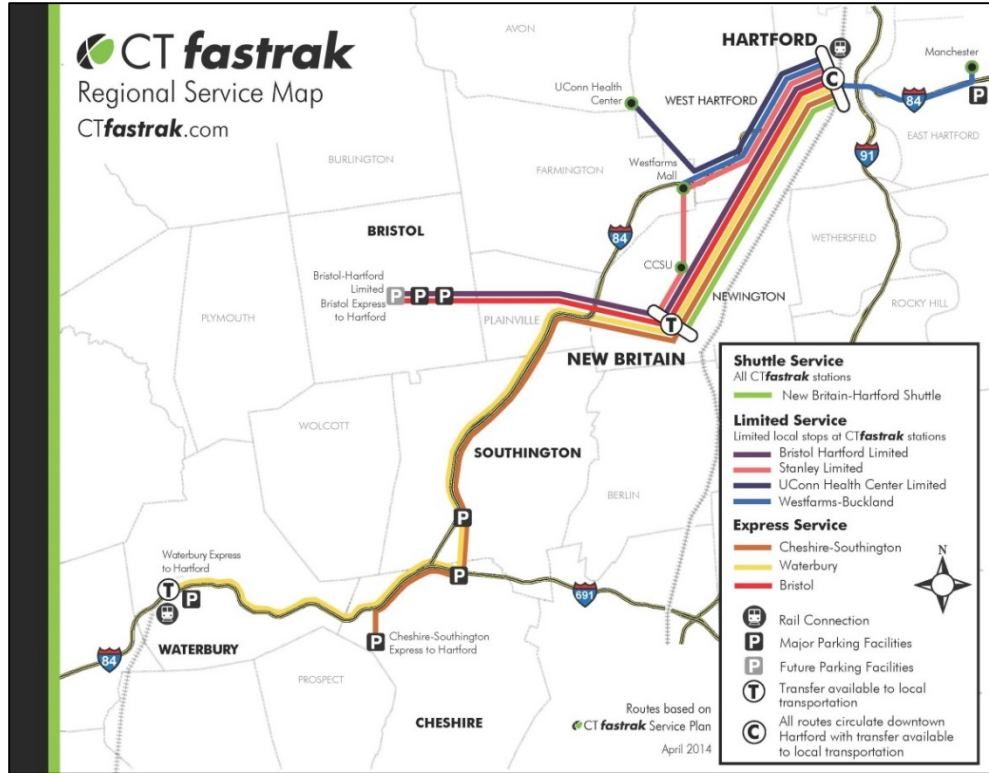 CTfastrak
Regional Service Map
CTfastrak.com
AVON
HARTFORD
Manchester
UConn Health
Center
WEST HARTFORD
C
84
P
EAST HARTFORD
91
BURLINGTON
FARMINGTON
Westfarms
Mall
BRISTOL
84
WETHERSFIELD
CCSU
Bristol-Hartford
Limited
Bristol Express
to Hartford
P P P
NEWINGTON
ROCKY HILL
PLYMOUTH
PLAINVILLE
T
NEW BRITAIN
WOLCOTT
SOUTHINGTON
BERLIN
P
Waterbury Express
to Hartford
T
P
P
691
WATERBURY
84
P
Cheshire-Southington
Express to Hartford
PROSPECT
CHESHIRE
Routes based on
CTfastrak Service Plan
April 2014
Shuttle Service
All CTfastrak stations
New Britain-Hartford Shuttle
Limited Service
Limited local stops at CTfastrak stations
Bristol Hartford Limited
Stanley Limited
UConn Health Center Limited
Westfarms-Buckland
Express Service
Cheshire-Southington
Waterbury
Bristol
N
Rail Connection
P Major Parking Facilities
P Future Parking Facilities
T Transfer available to local
transportation
C All routes circulate downtown
Hartford with transfer available
to local transportation